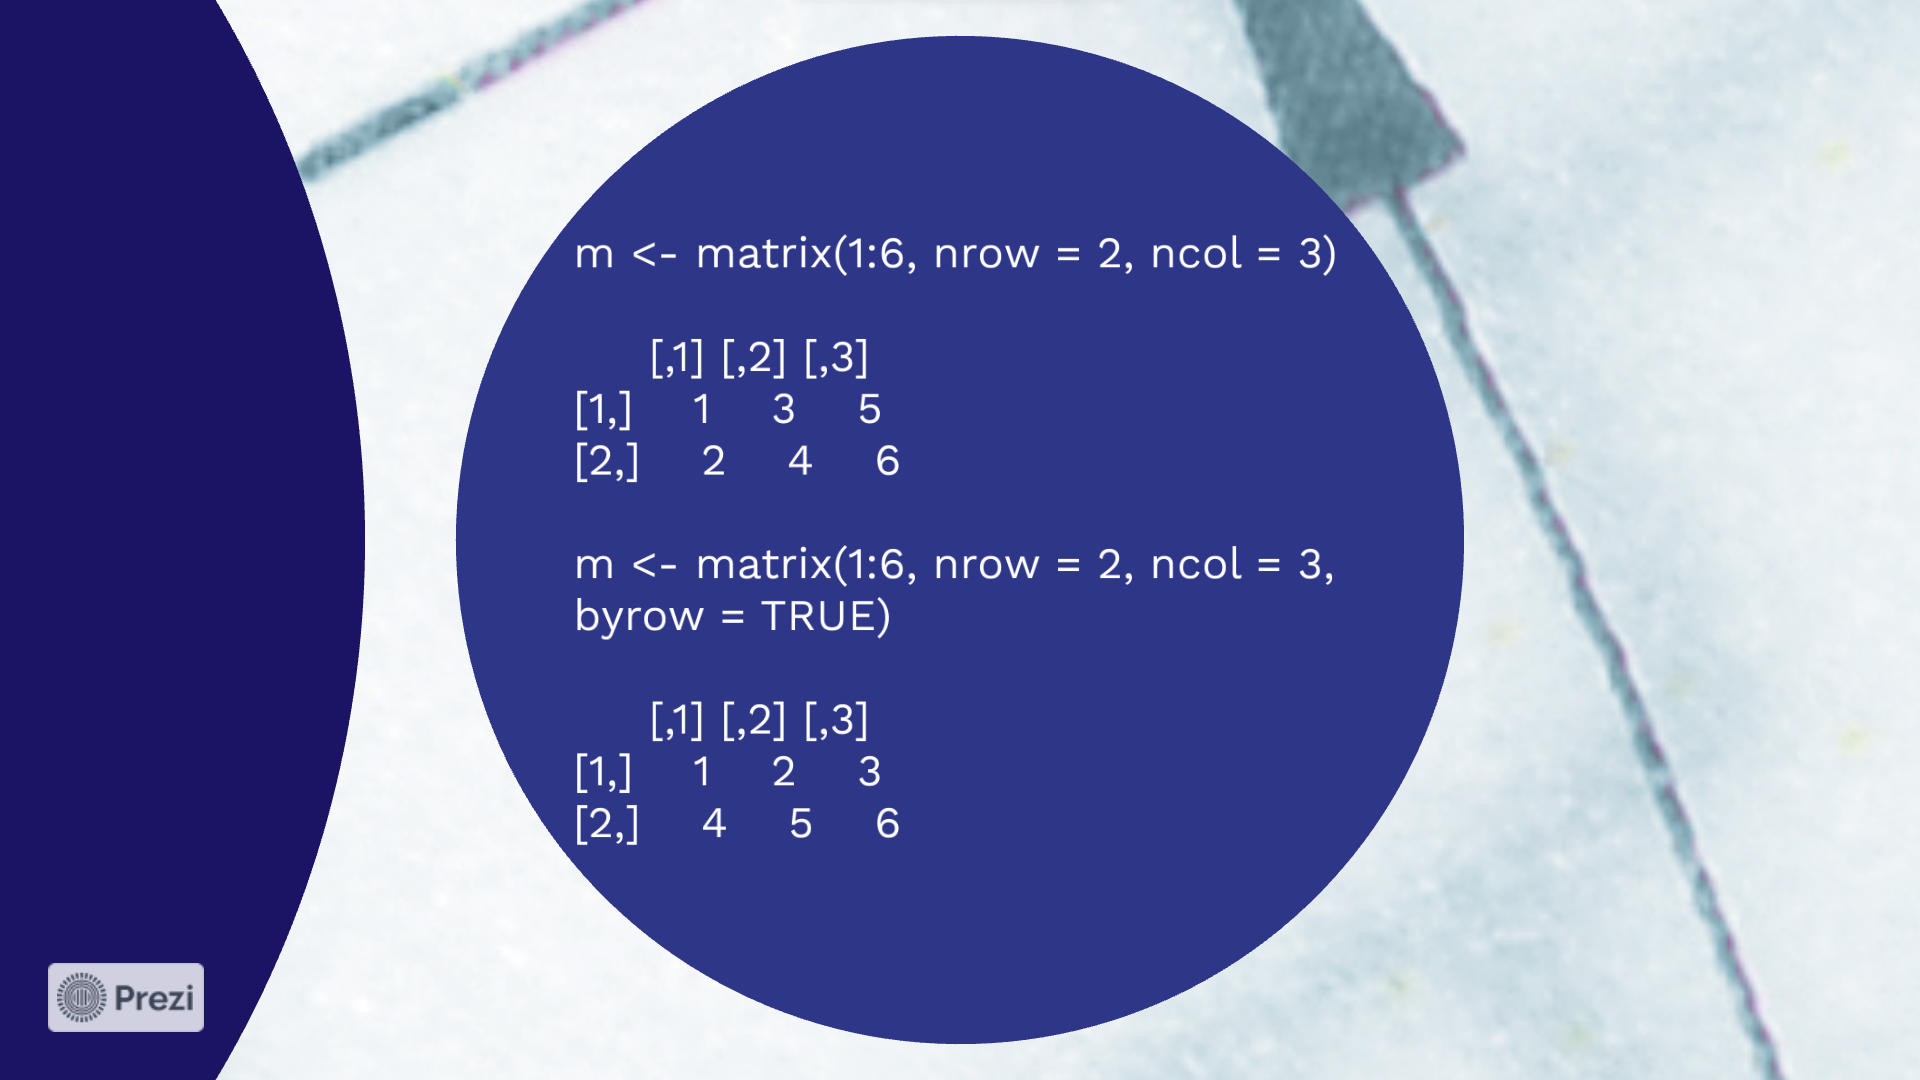 m <- matrix(1:6, nrow = 2, ncol = 3)
[,1] [,2] [,3]
[1,] 1 3 5
[2,] 2 4 6
m <- matrix(1:6, nrow = 2, ncol = 3,
byrow = TRUE)
[,1] [,2] [,3]
[1,] 1 2 3
[2,] 4 5 6
Prezi